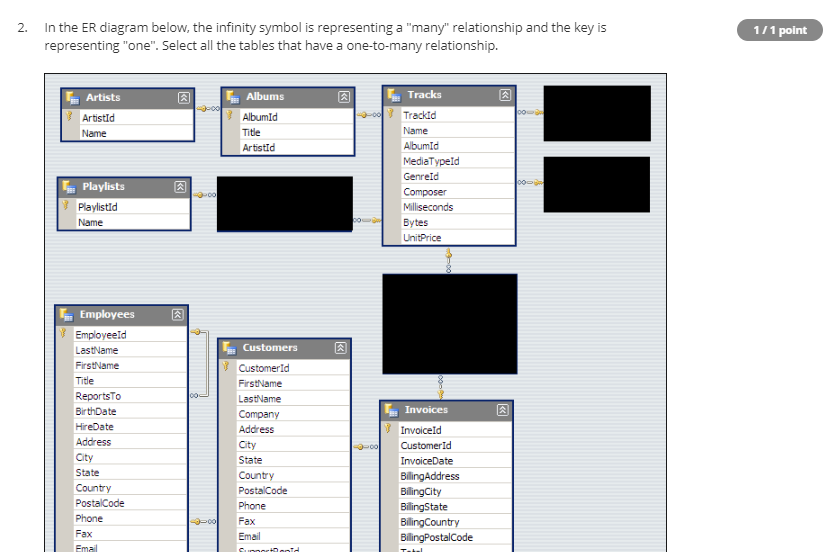 2. In the ER diagram below, the infinity symbol is representing a "many" relationship and the key is
representing "one". Select all the tables that have a one-to-many relationship.
1 / 1 point
Artists
ArtistId
Name
Albums
AlbumId
Title
ArtistId
Tracks
TrackId
Name
AlbumId
MediaTypeId
GenreId
Composer
Milliseconds
Bytes
UnitPrice
Playlists
PlaylistId
Name
Employees
EmployeeId
LastName
FirstName
Title
ReportsTo
BirthDate
HireDate
Address
City
State
Country
PostalCode
Phone
Fax
Email
Customers
CustomerId
FirstName
LastName
Company
Address
City
State
Country
PostalCode
Phone
Fax
Email
SupportRepId
Invoices
InvoiceId
CustomerId
InvoiceDate
BillingAddress
BillingCity
BillingState
BillingCountry
BillingPostalCode
Total